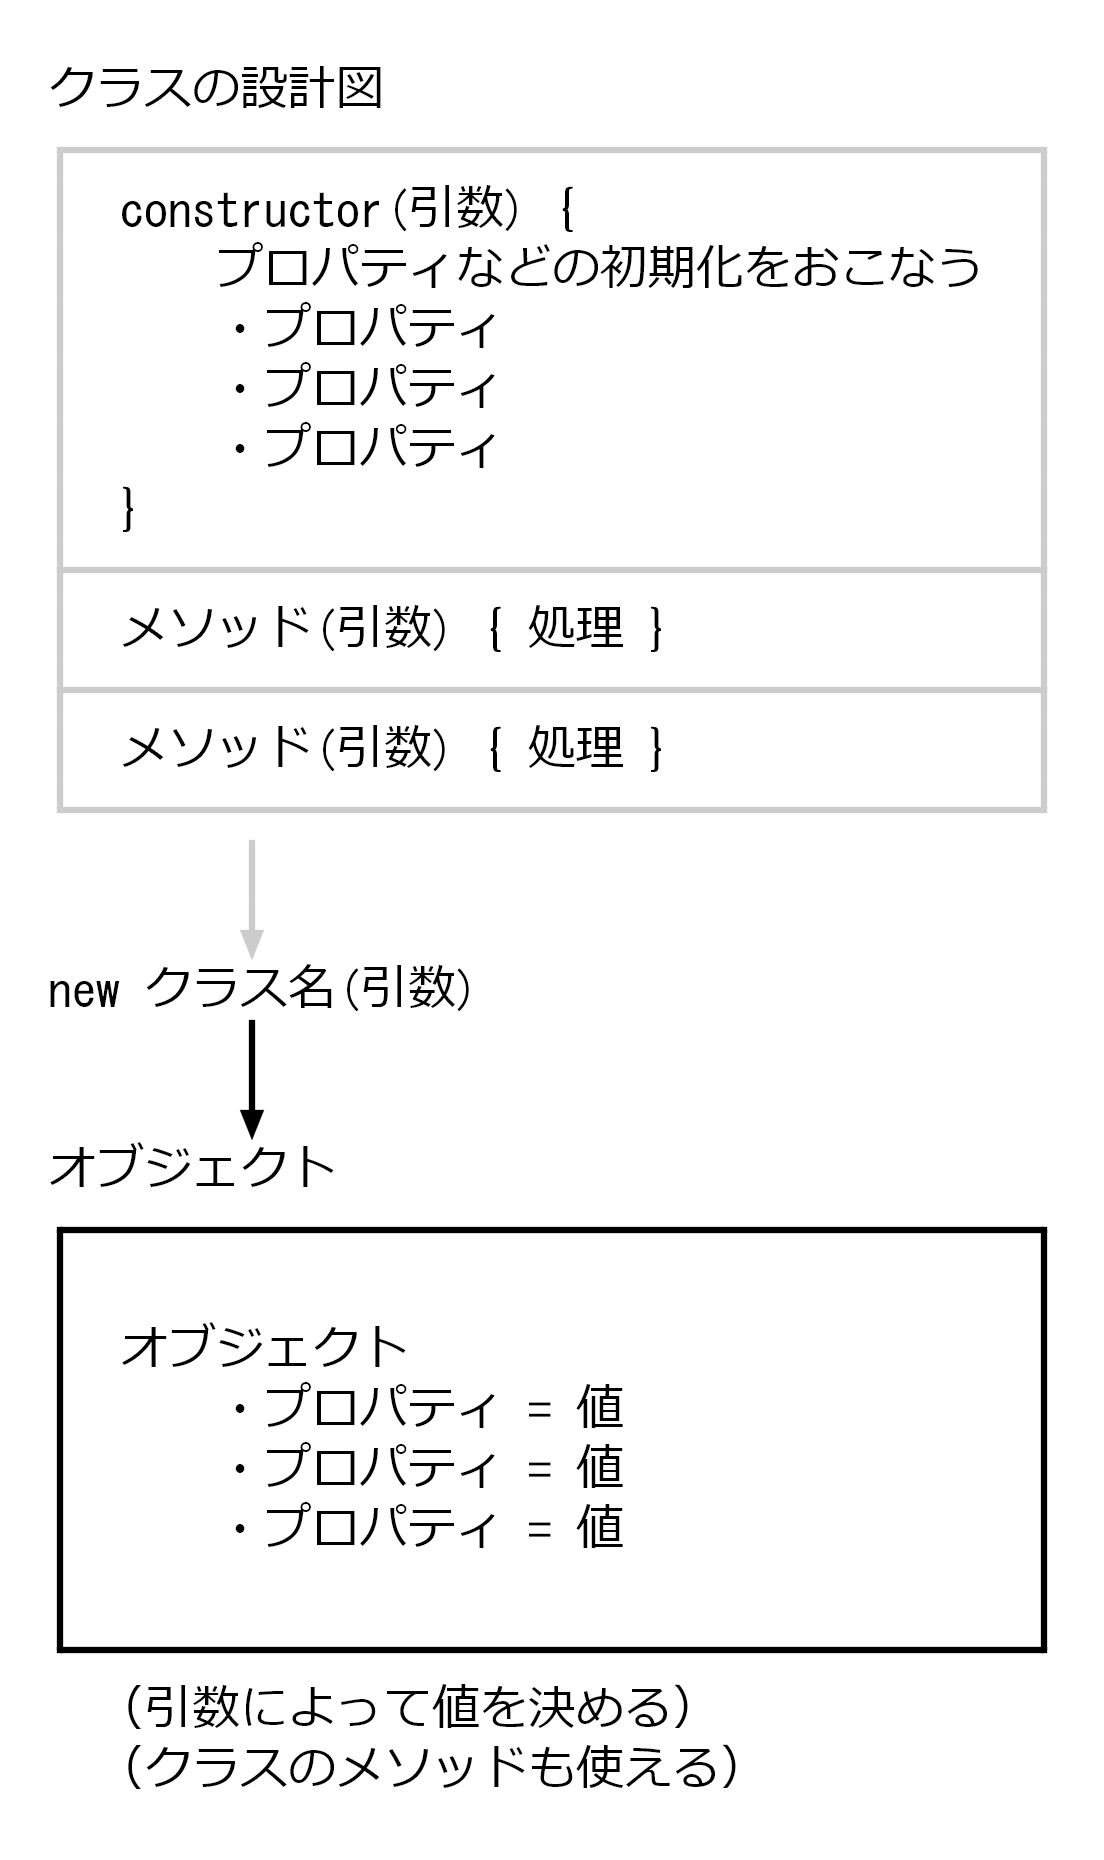 クラスの設計図
constructor(引数) {
プロパティなどの初期化をおこなう
・プロパティ
・プロパティ
・プロパティ
}
メソッド(引数) { 処理 }
メソッド(引数) { 処理 }
new クラス名(引数)
オブジェクト
オブジェクト
・プロパティ = 値
・プロパティ = 値
・プロパティ = 値
（引数によって値を決める）
（クラスのメソッドも使える）